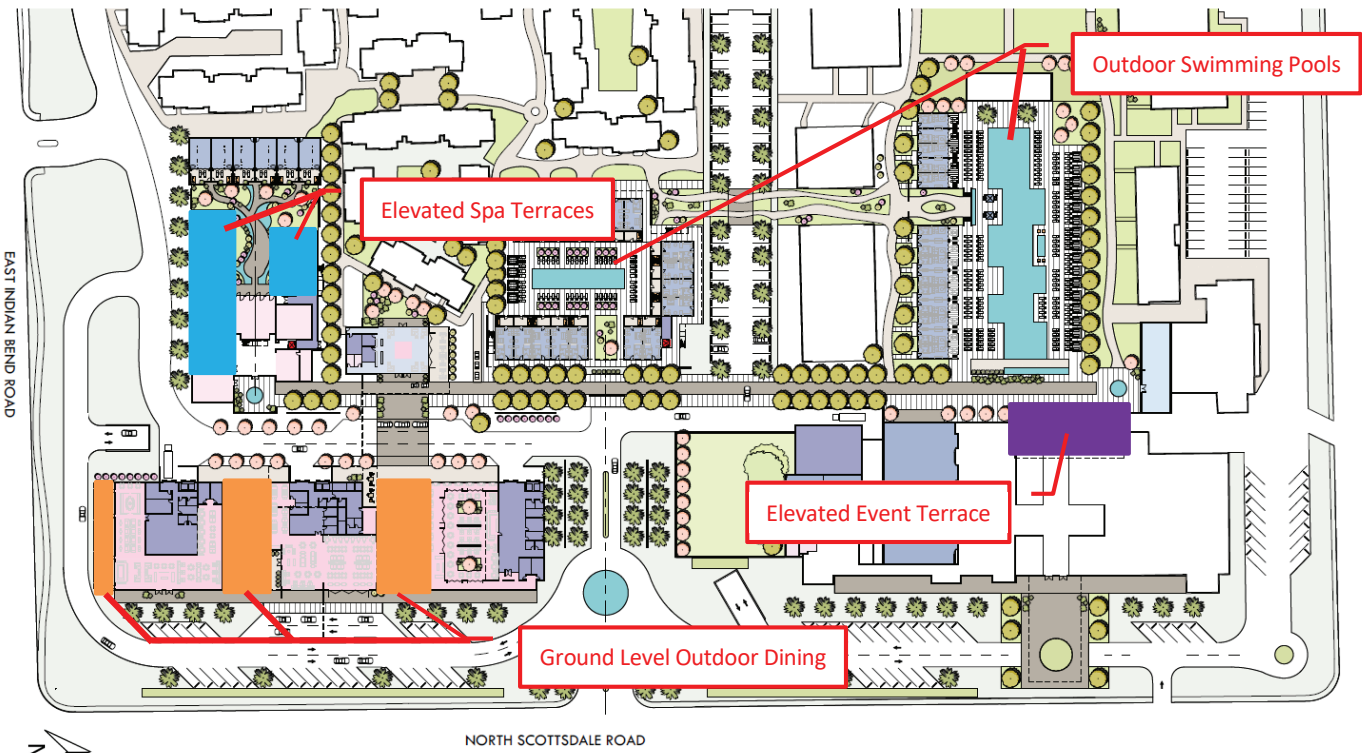 Outdoor Swimming Pools
Elevated Spa Terraces
EAST INDIAN BEND ROAD
Elevated Event Terrace
Ground Level Outdoor Dining
NORTH SCOTTSDALE ROAD
N